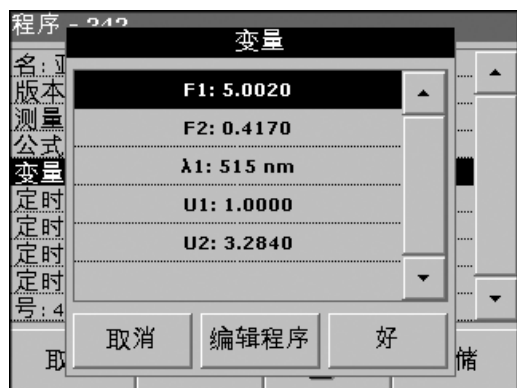 程序 - 342
变量
名:
版本
测量
公式
变量
定时
定时
定时
定时
号: 4
F1: 5.0020
F2: 0.4170
λ1: 515 nm
U1: 1.0000
U2: 3.2840
取消
编辑程序
好
取
储